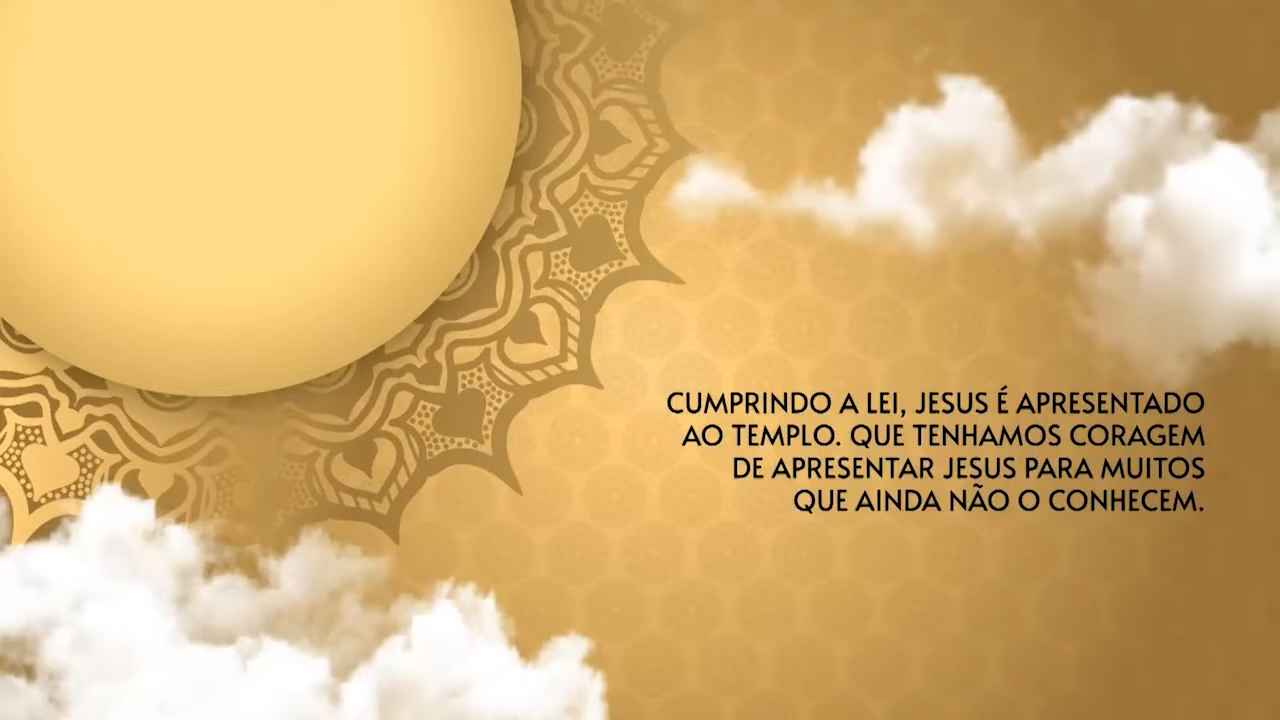 CUMPRINDO A LEI, JESUS É APRESENTADO
AO TEMPLO. QUE TENHAMOS CORAGEM
DE APRESENTAR JESUS PARA MUITOS
QUE AINDA NÃO O CONHECEM.